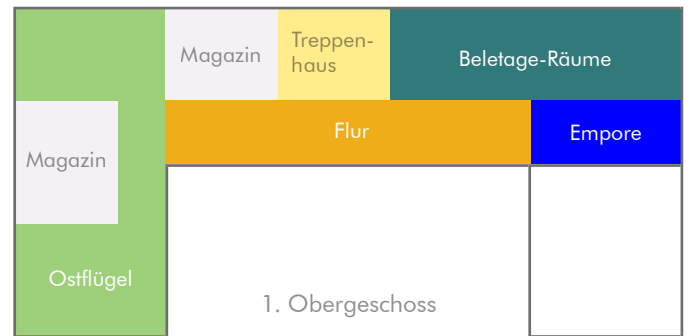 Magazin
Treppen-
haus
Beletage-Räume
Flur
Empore
Magazin
Ostflügel
1. Obergeschoss